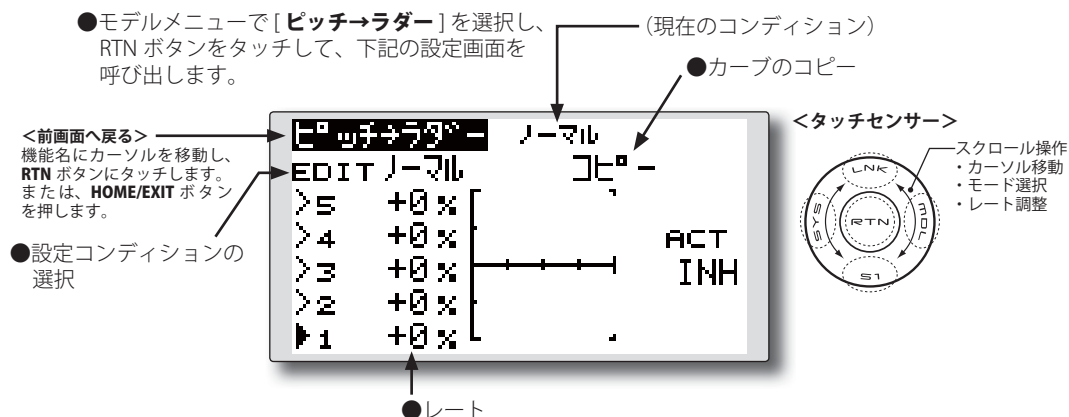 ●モデルメニューで [ ピッチ→ラダー ] を選択し、
RTN ボタンをタッチして、下記の設定画面を
呼び出します。
(現在のコンディション)
●カーブのコピー
<前画面へ戻る>
機能名にカーソルを移動し、
RTN ボタンにタッチします。
または、HOME/EXIT ボタン
を押します。
●設定コンディションの
選択
ピッチ→ラダー ノーマル
EDIT ノーマル コピー
>5 +0%
>4 +0%
>3 +0%
>2 +0%
▶1 +0%
ACT
INH
●レート
<タッチセンサー>
スクロール操作
・カーソル移動
・モード選択
・レート調整
LNK
SYS
RTN
MDL
S1